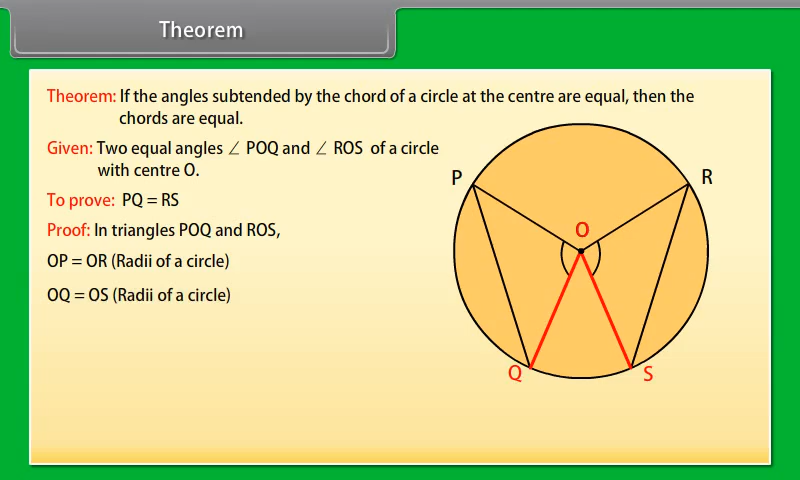 Theorem
Theorem: If the angles subtended by the chord of a circle at the centre are equal, then the
chords are equal.
Given: Two equal angles ∠ POQ and ∠ ROS of a circle
with centre O.
To prove: PQ = RS
Proof: In triangles POQ and ROS,
OP = OR (Radii of a circle)
OQ = OS (Radii of a circle)
P
R
O
Q
S